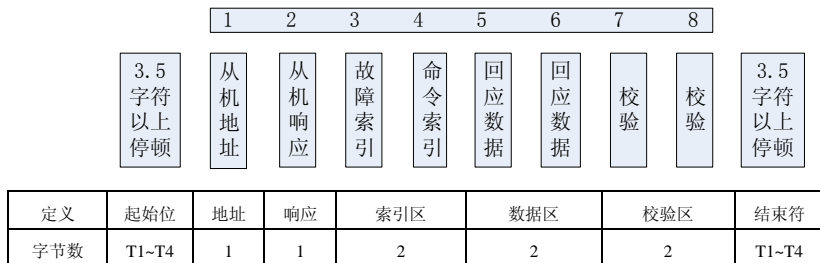 1 2 3 4 5 6 7 8
3.5字符以上停顿
从机地址
从机响应
故障索引
命令索引
回应数据
回应数据
校验
校验
3.5字符以上停顿
定义 起始位 地址 响应 索引区 数据区 校验区 结束符
字节数 T1~T4 1 1 2 2 2 T1~T4